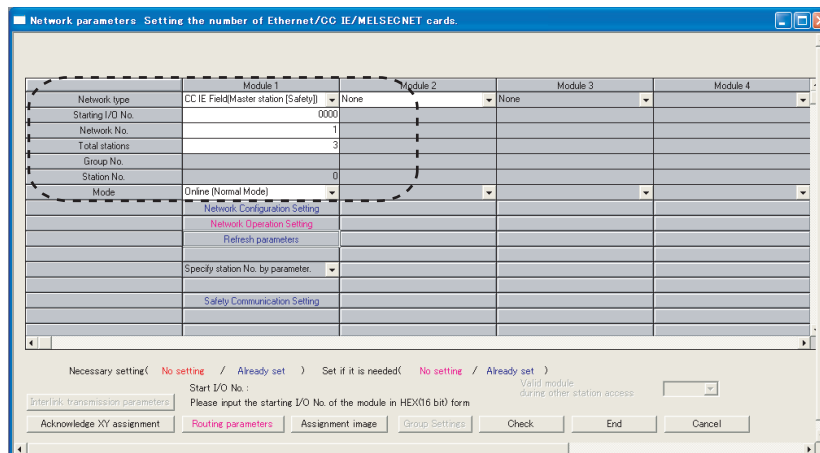 Network parameters Setting the number of Ethernet/CC IE/MELSECNET cards.
Module 1 Module 2 Module 3 Module 4
Network type CC IE Field(Master station [Safety]) None None
Starting I/O No. 0000
Network No. 1
Total stations 3
Group No.
Station No. 0
Mode Online (Normal Mode)
Network Configuration Setting
Network Operation Setting
Refresh parameters
Specify station No. by parameter.
Safety Communication Setting
Necessary setting( No setting / Already set ) Set if it is needed( No setting / Already set )
Start I/O No. : Valid module
during other station access
Interlink transmission parameters Please input the starting I/O No. of the module in HEX(16 bit) form
Acknowledge XY assignment Routing parameters Assignment image Group Settings Check End Cancel